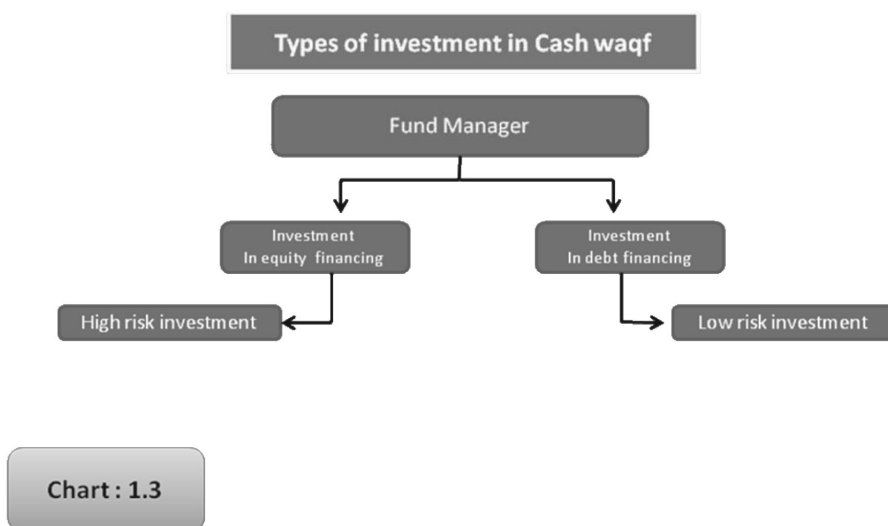 Types of investment in Cash waqf
Fund Manager
Investment
In equity financing
Investment
In debt financing
High risk investment
Low risk investment
Chart : 1.3